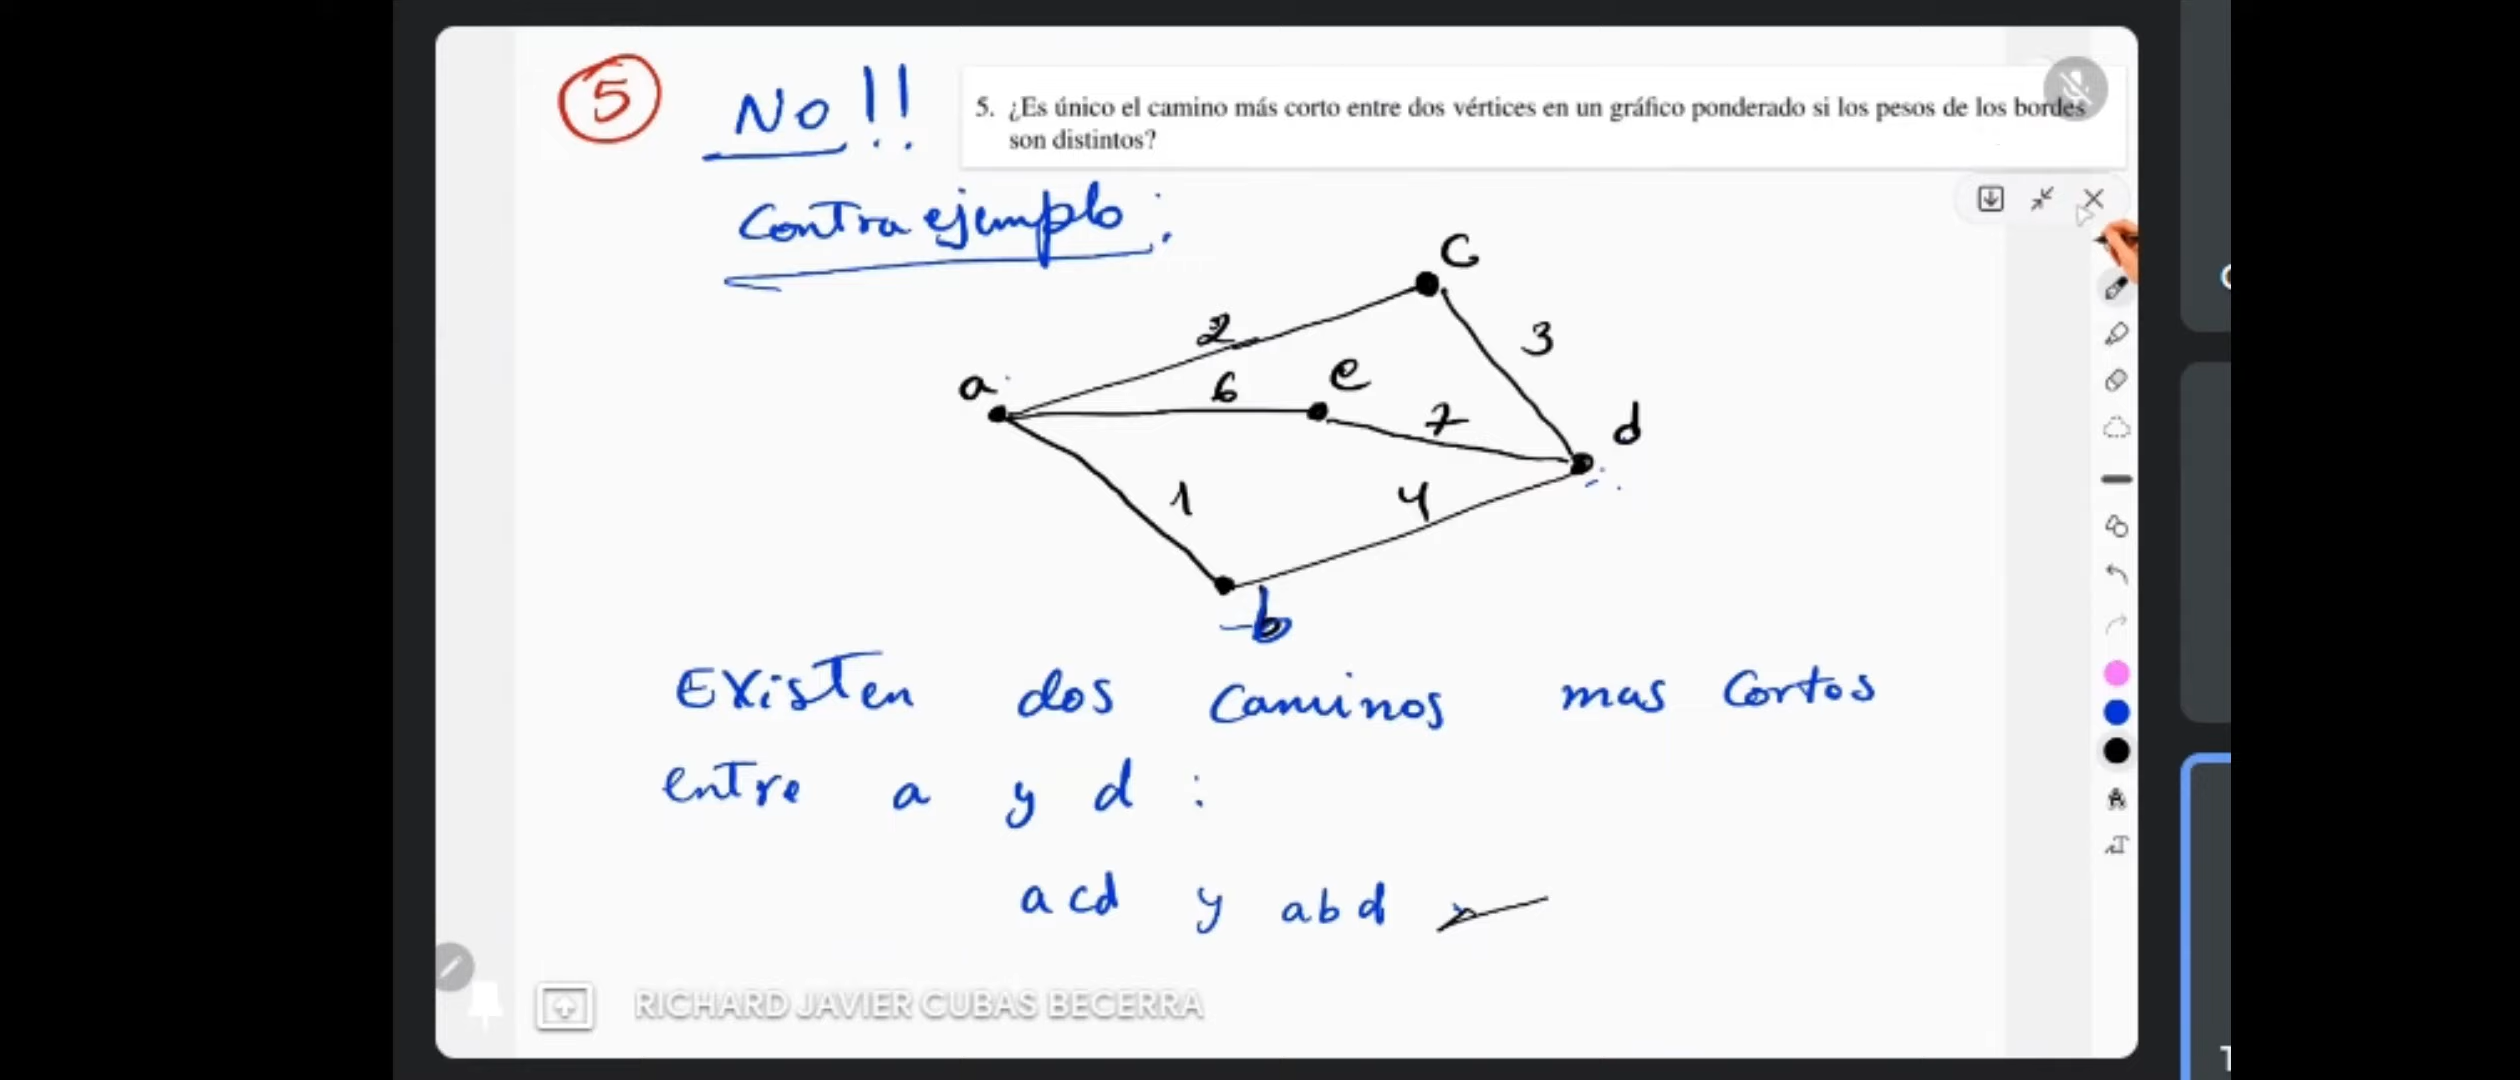 5
No!!
5. ¿Es único el camino más corto entre dos vértices en un gráfico ponderado si los pesos de los bordes
son distintos?
Contra ejemplo:
c
2
3
a
6
e
7
d
1
4
b
Existen dos caminos mas cortos
entre a y d :
acd y abd
RICHARD JAVIER CUBAS BECERRA